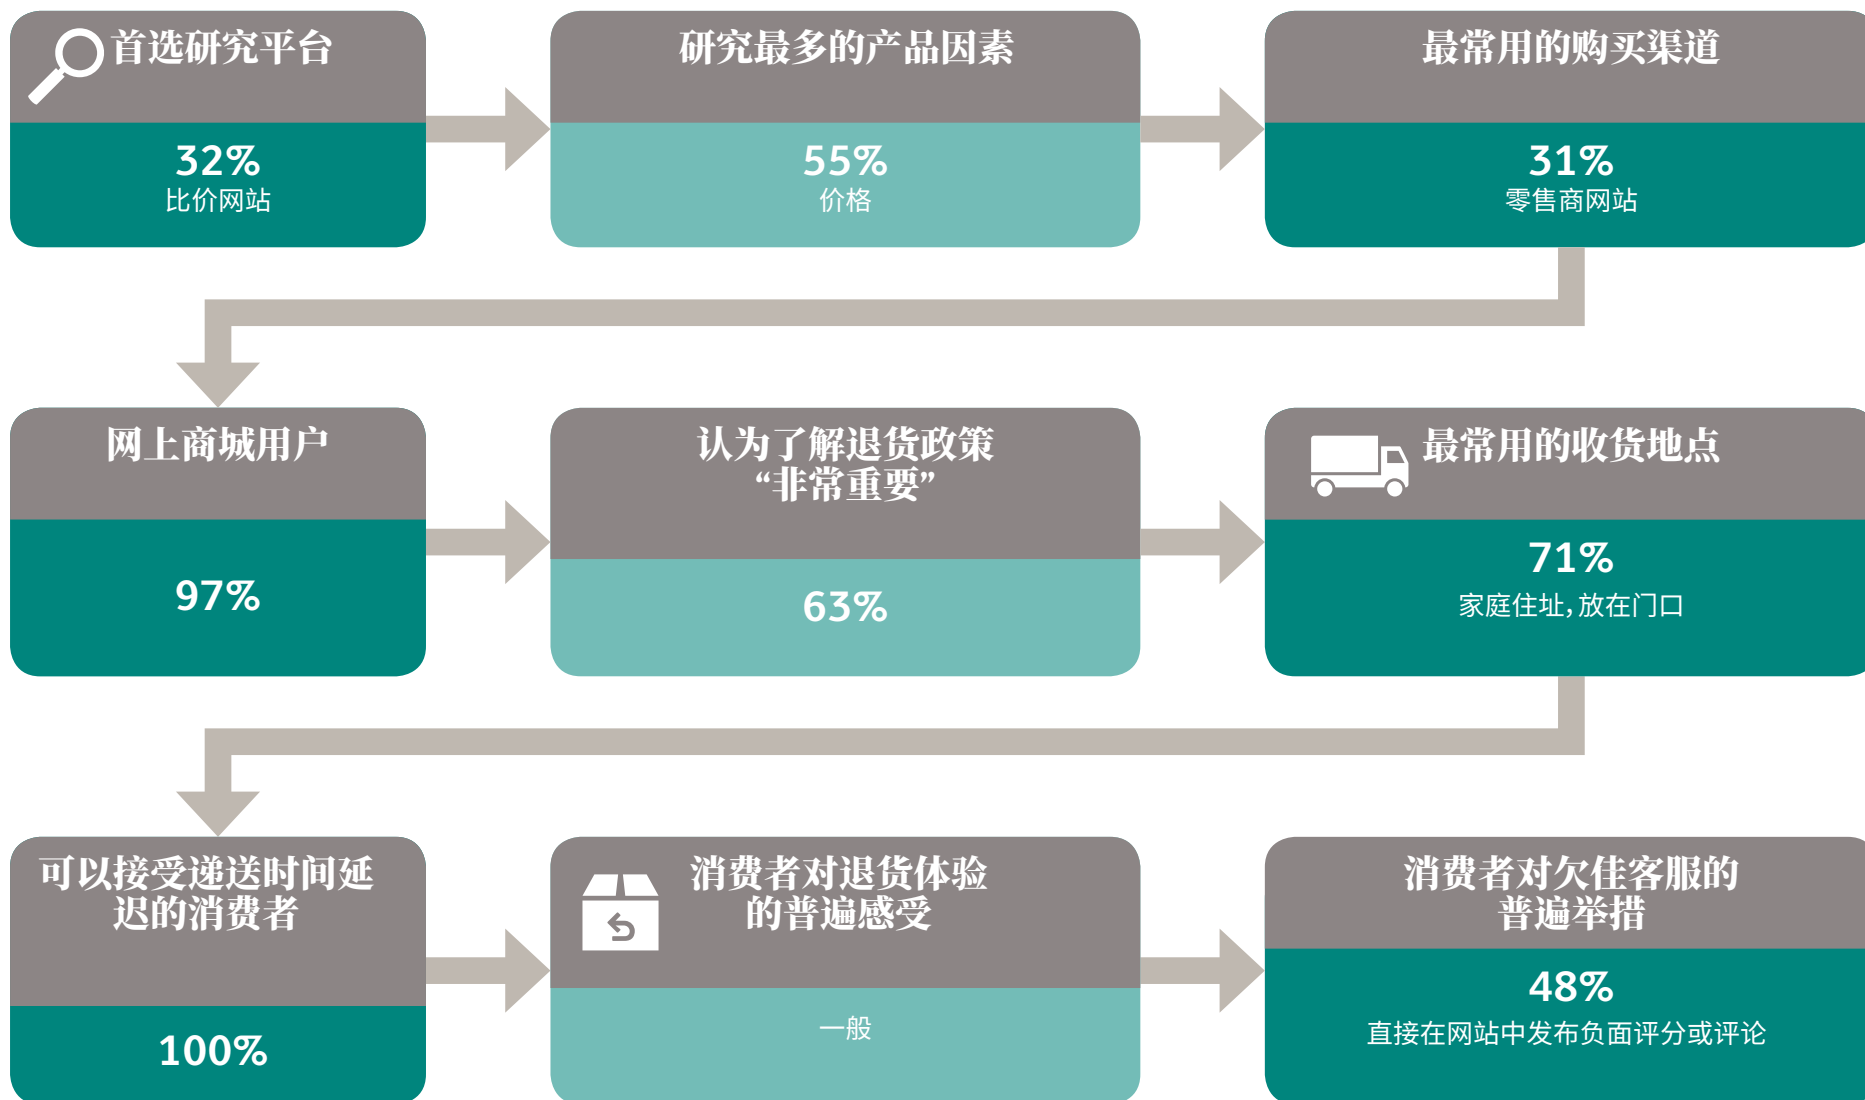 首选研究平台
32%
比价网站
研究最多的产品因素
55%
价格
最常用的购买渠道
31%
零售商网站
网上商城用户
97%
认为了解退货政策
“非常重要”
63%
最常用的收货地点
71%
家庭住址，放在门口
可以接受递送时间延
迟的消费者
100%
消费者对退货体验
的普遍感受
一般
消费者对欠佳客服的
普遍举措
48%
直接在网站中发布负面评分或评论